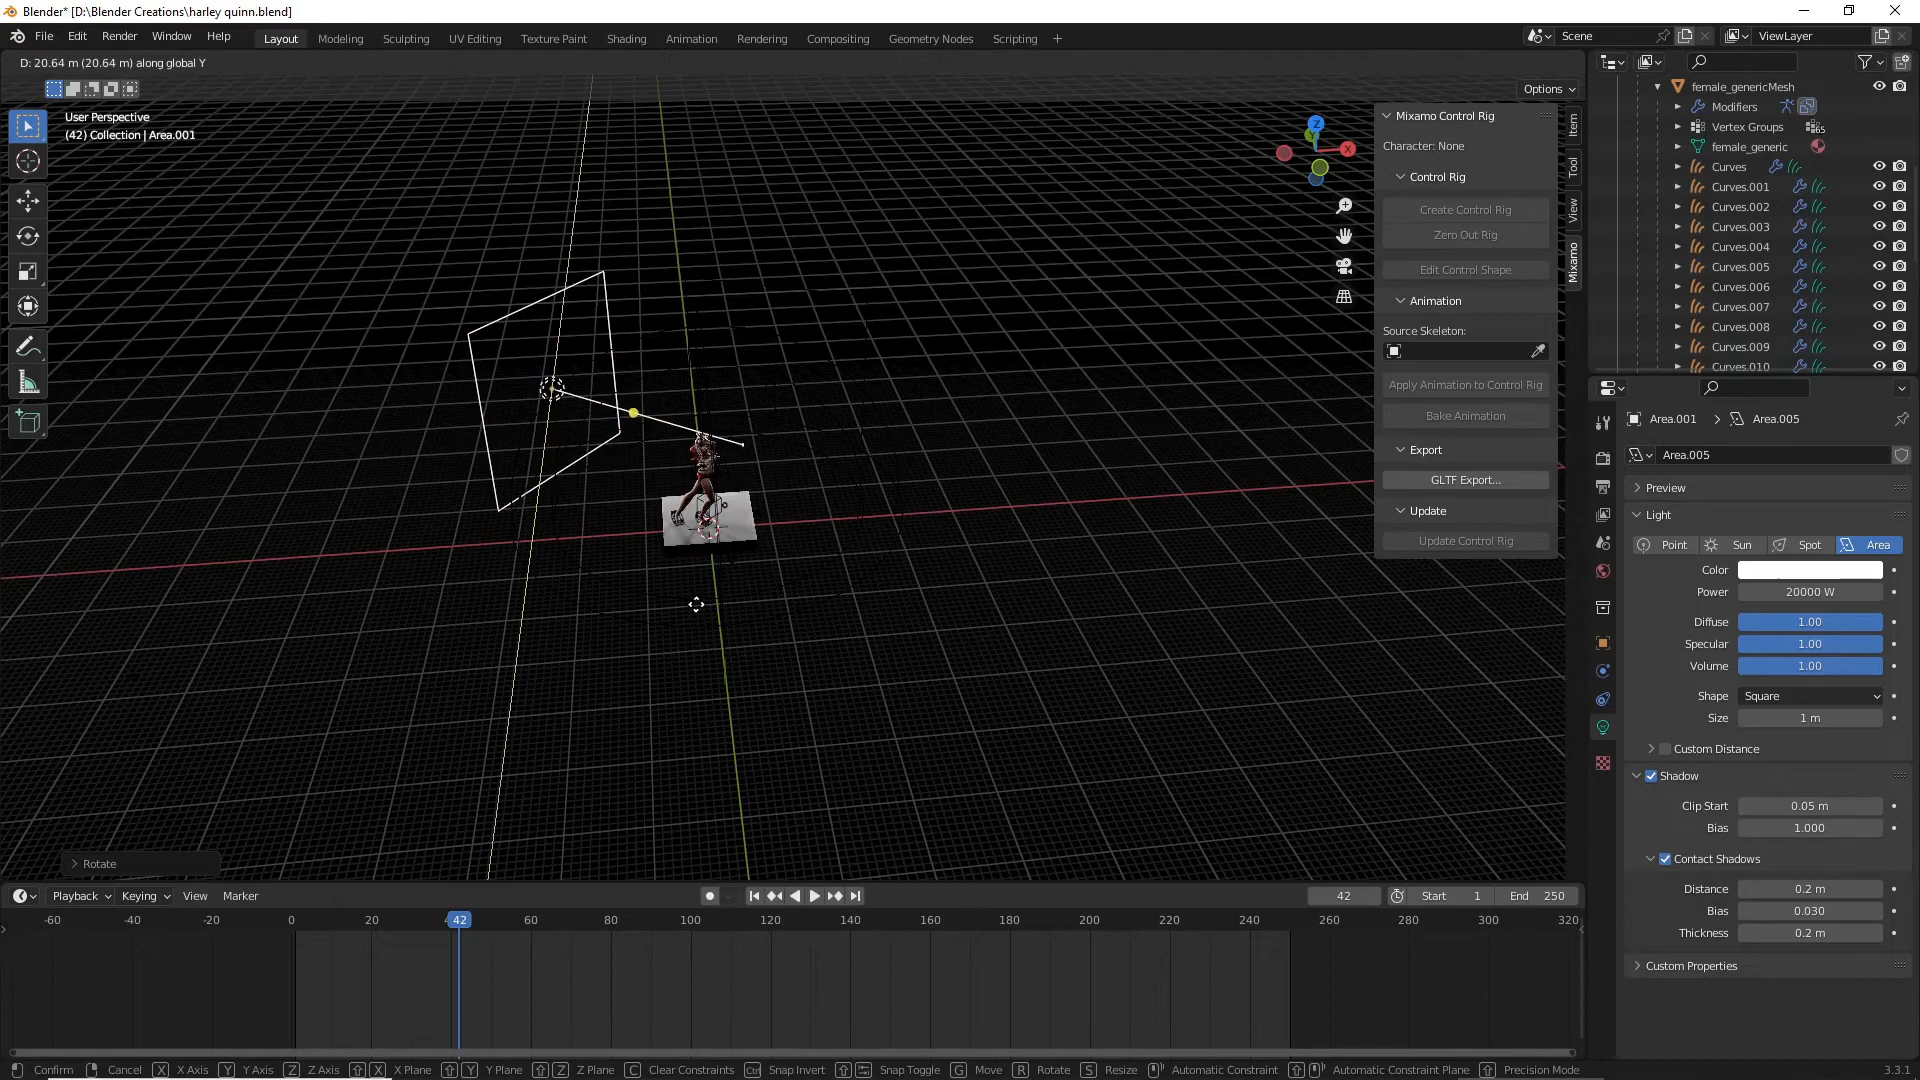 Blender* [D:\Blender Creations\harley quinn.blend]
File Edit Render Window Help Layout Modeling Sculpting UV Editing Texture Paint Shading Animation Rendering Compositing Geometry Nodes Scripting + Scene ViewLayer
D: 20.64 m (20.64 m) along global Y
Options
User Perspective
(42) Collection | Area.001
Z
X
Mixamo Control Rig
Character: None
Control Rig
Create Control Rig
Zero Out Rig
Edit Control Shape
Animation
Source Skeleton:
Apply Animation to Control Rig
Bake Animation
Export
GLTF Export...
Update
Update Control Rig
Item
Tool
View
Mixamo
female_genericMesh
Modifiers
Vertex Groups 65
female_generic
Curves
Curves.001
Curves.002
Curves.003
Curves.004
Curves.005
Curves.006
Curves.007
Curves.008
Curves.009
Curves.010
Area.001 > Area.005
Area.005
Preview
Light
Point Sun Spot Area
Color
Power 20000 W
Diffuse 1.00
Specular 1.00
Volume 1.00
Shape Square
Size 1 m
Custom Distance
Shadow
Clip Start 0.05 m
Bias 1.000
Contact Shadows
Distance 0.2 m
Bias 0.030
Thickness 0.2 m
Custom Properties
Rotate
Playback Keying View Marker 42 Start 1 End 250
-60 -40 -20 0 20 42 60 80 100 120 140 160 180 200 220 240 260 280 300 320
Confirm Cancel X X Axis Y Y Axis Z Z Axis X X Plane Y Y Plane Z Z Plane C Clear Constraints Ctrl Snap Invert Snap Toggle G Move R Rotate S Resize Automatic Constraint Automatic Constraint Plane Precision Mode 3.3.1